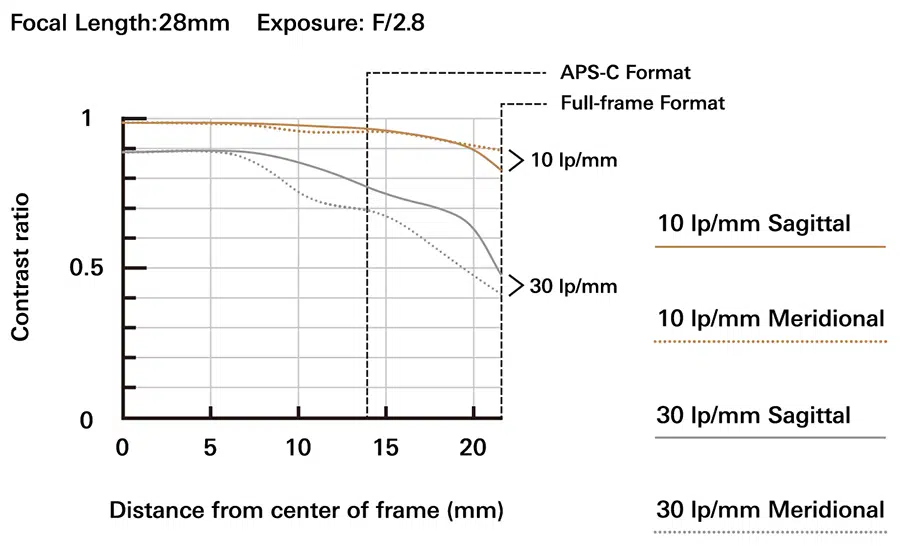 Focal Length:28mm Exposure: F/2.8
APS-C Format
Full-frame Format
1
10 lp/mm
Contrast ratio
10 lp/mm Sagittal
0.5
30 lp/mm
10 lp/mm Meridional
30 lp/mm Sagittal
0
0 5 10 15 20
Distance from center of frame (mm)
30 lp/mm Meridional